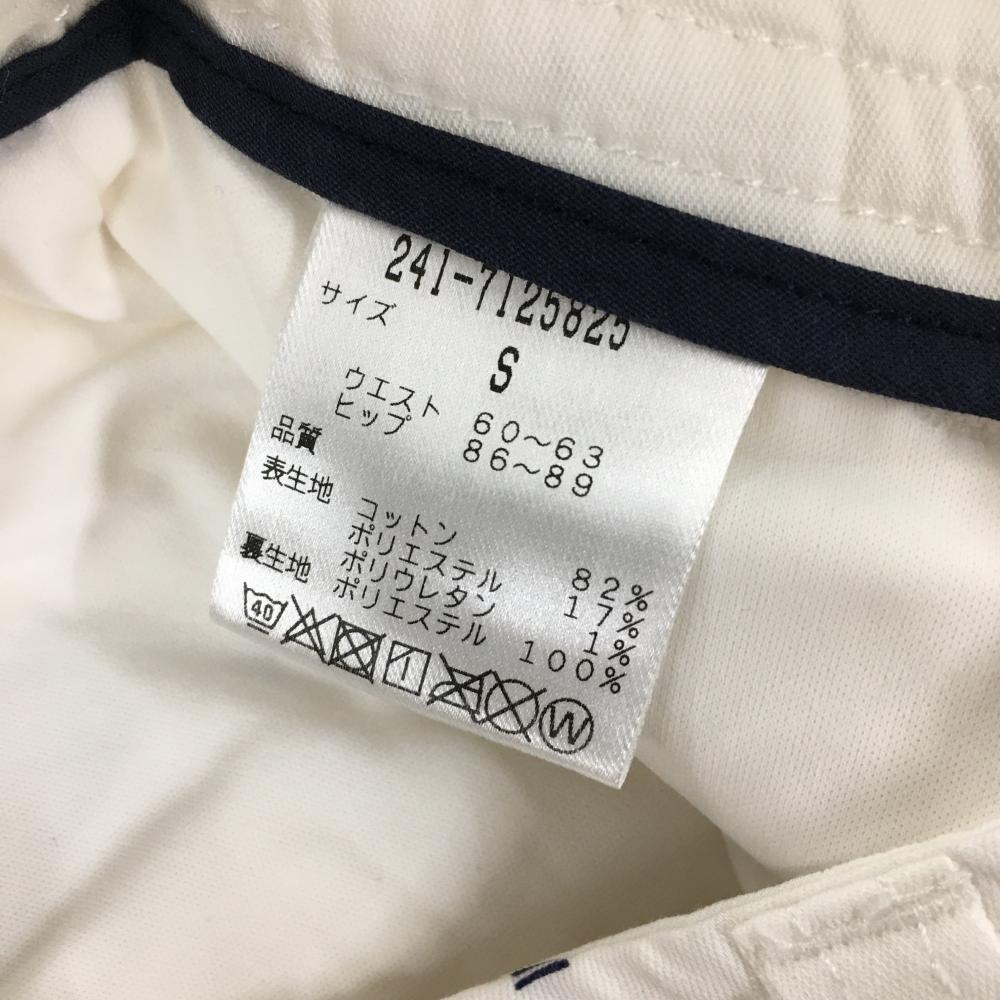 241-7125825
サイズ
S
ウエスト 60〜63
ヒップ 86〜89
品質
表生地 コットン 82%
ポリエステル 17%
ポリウレタン 1%
裏生地 ポリエステル 100%
40 W